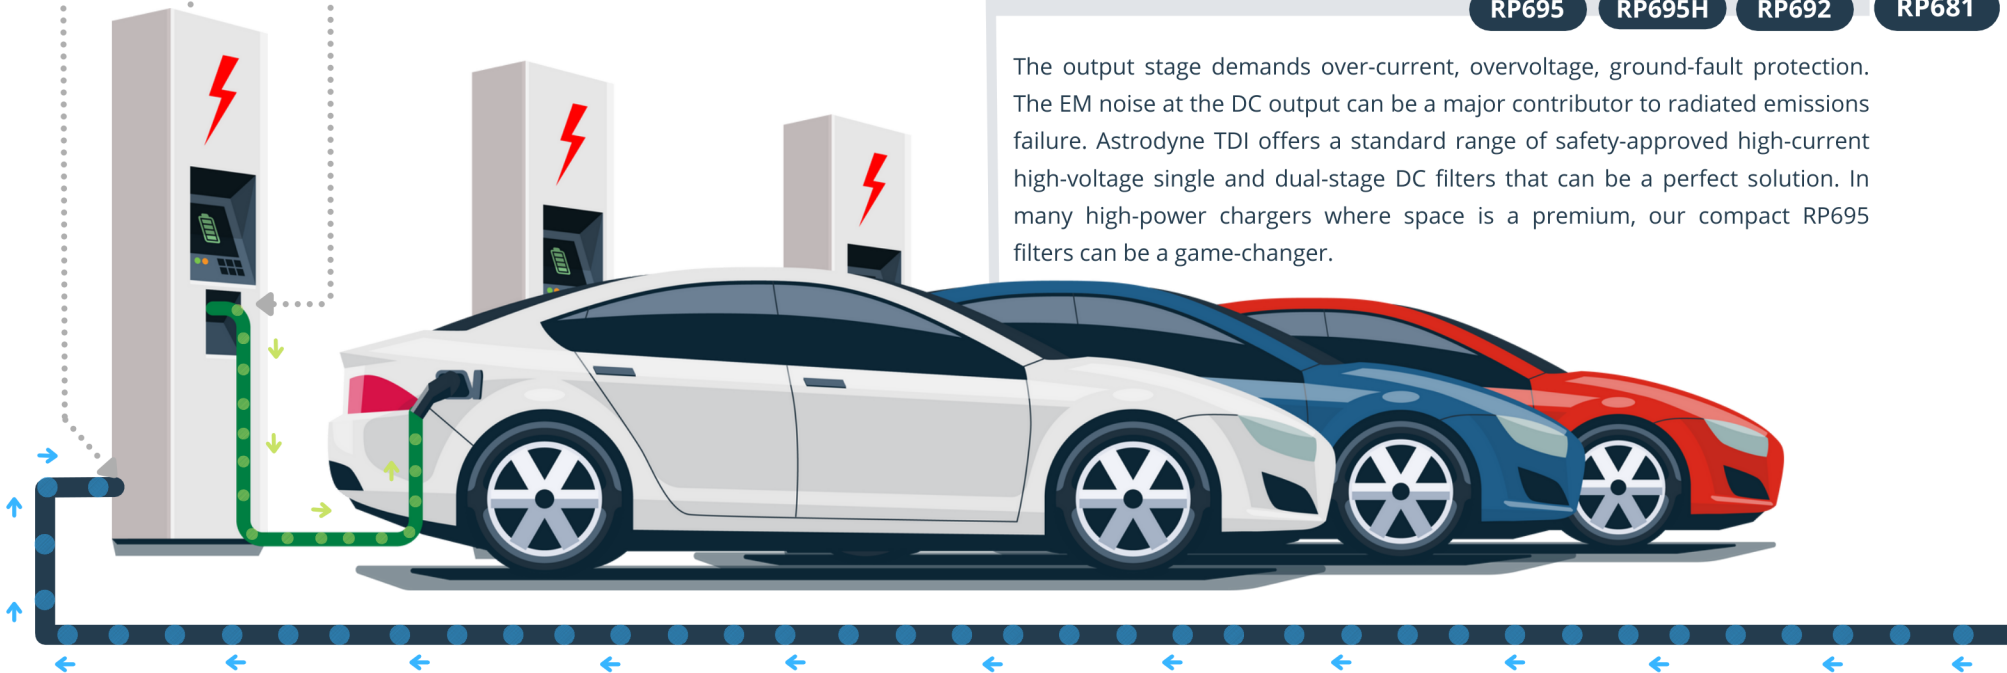 RP695 RP695H RP692 RP681
The output stage demands over-current, overvoltage, ground-fault protection.
The EM noise at the DC output can be a major contributor to radiated emissions
failure. Astrodyne TDI offers a standard range of safety-approved high-current
high-voltage single and dual-stage DC filters that can be a perfect solution. In
many high-power chargers where space is a premium, our compact RP695
filters can be a game-changer.